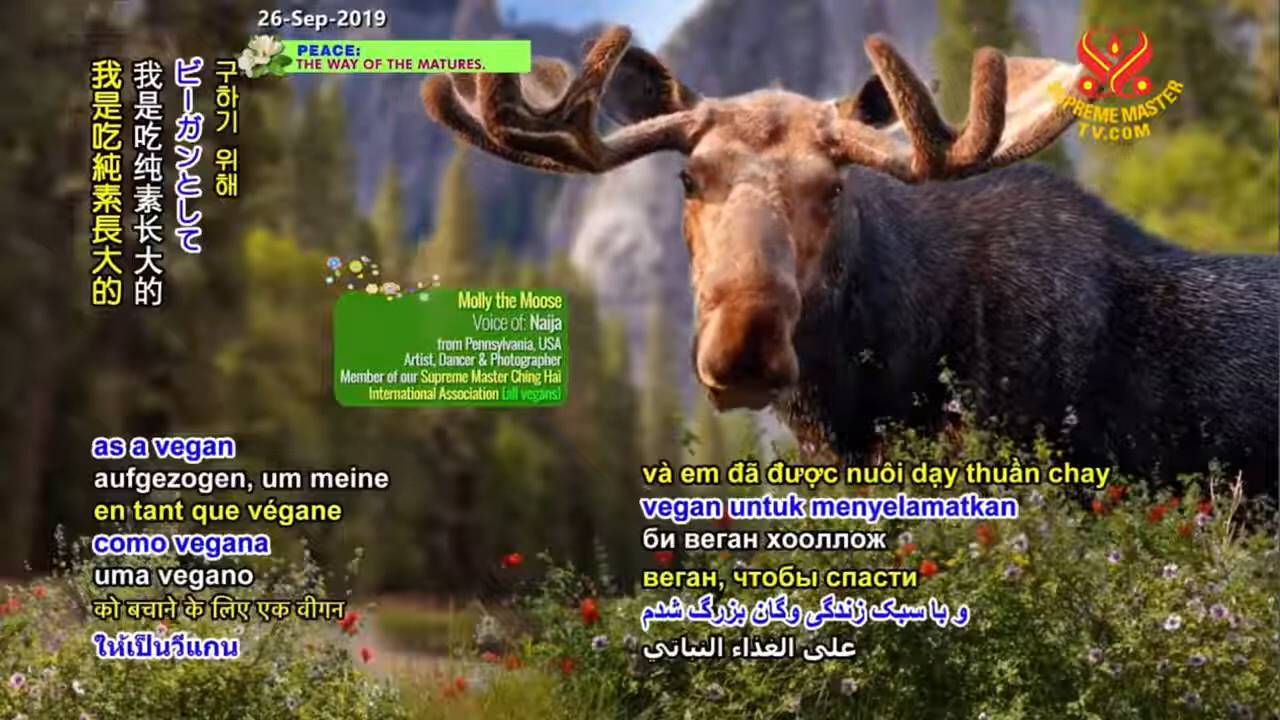 26-Sep-2019
PEACE:
THE WAY OF THE MATURES.
SUPREME MASTER
TV.COM
구하기 위해
ビーガンとして
我是吃纯素长大的
我是吃純素長大的
Molly the Moose
Voice of: Naija
from Pennsylvania, USA
Artist, Dancer & Photographer
Member of our Supreme Master Ching Hai
International Association (all vegans)
as a vegan
aufgezogen, um meine
en tant que végane
como vegana
uma vegano
को बचाने के लिए एक वीगन
ให้เป็นวีแกน
và em đã được nuôi dạy thuần chay
vegan untuk menyelamatkan
би веган хооллож
веган, чтобы спасти
و با سبک زندگی وگان بزرگ شدم
على الغذاء النباتي